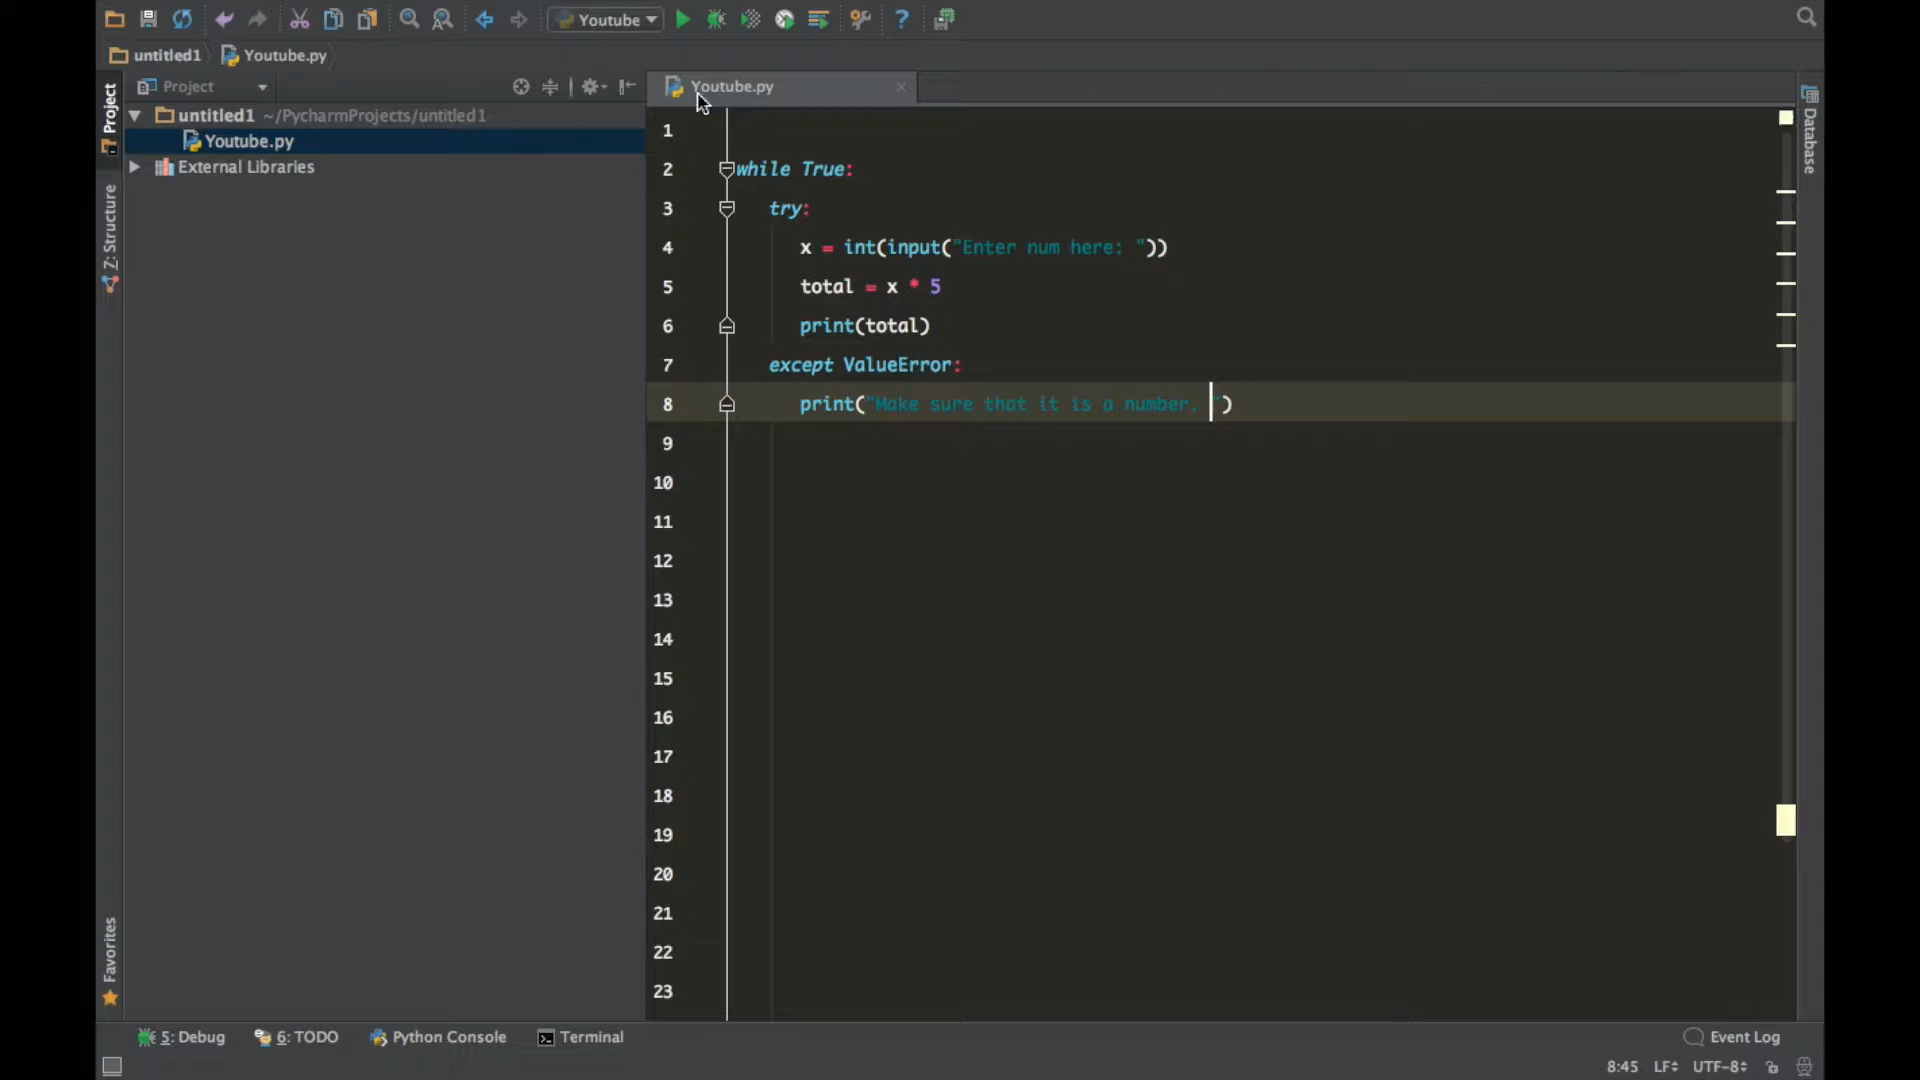 Youtube
untitled1 Youtube.py
Project
Youtube.py
Project
untitled1 ~/PycharmProjects/untitled1
Youtube.py
External Libraries
Z: Structure
Favorites
Database
1
2 while True:
3 try:
4 x = int(input("Enter num here: "))
5 total = x * 5
6 print(total)
7 except ValueError:
8 print("Make sure that it is a number. ")
9
10
11
12
13
14
15
16
17
18
19
20
21
22
23
5: Debug 6: TODO Python Console Terminal Event Log
8:45 LF UTF-8